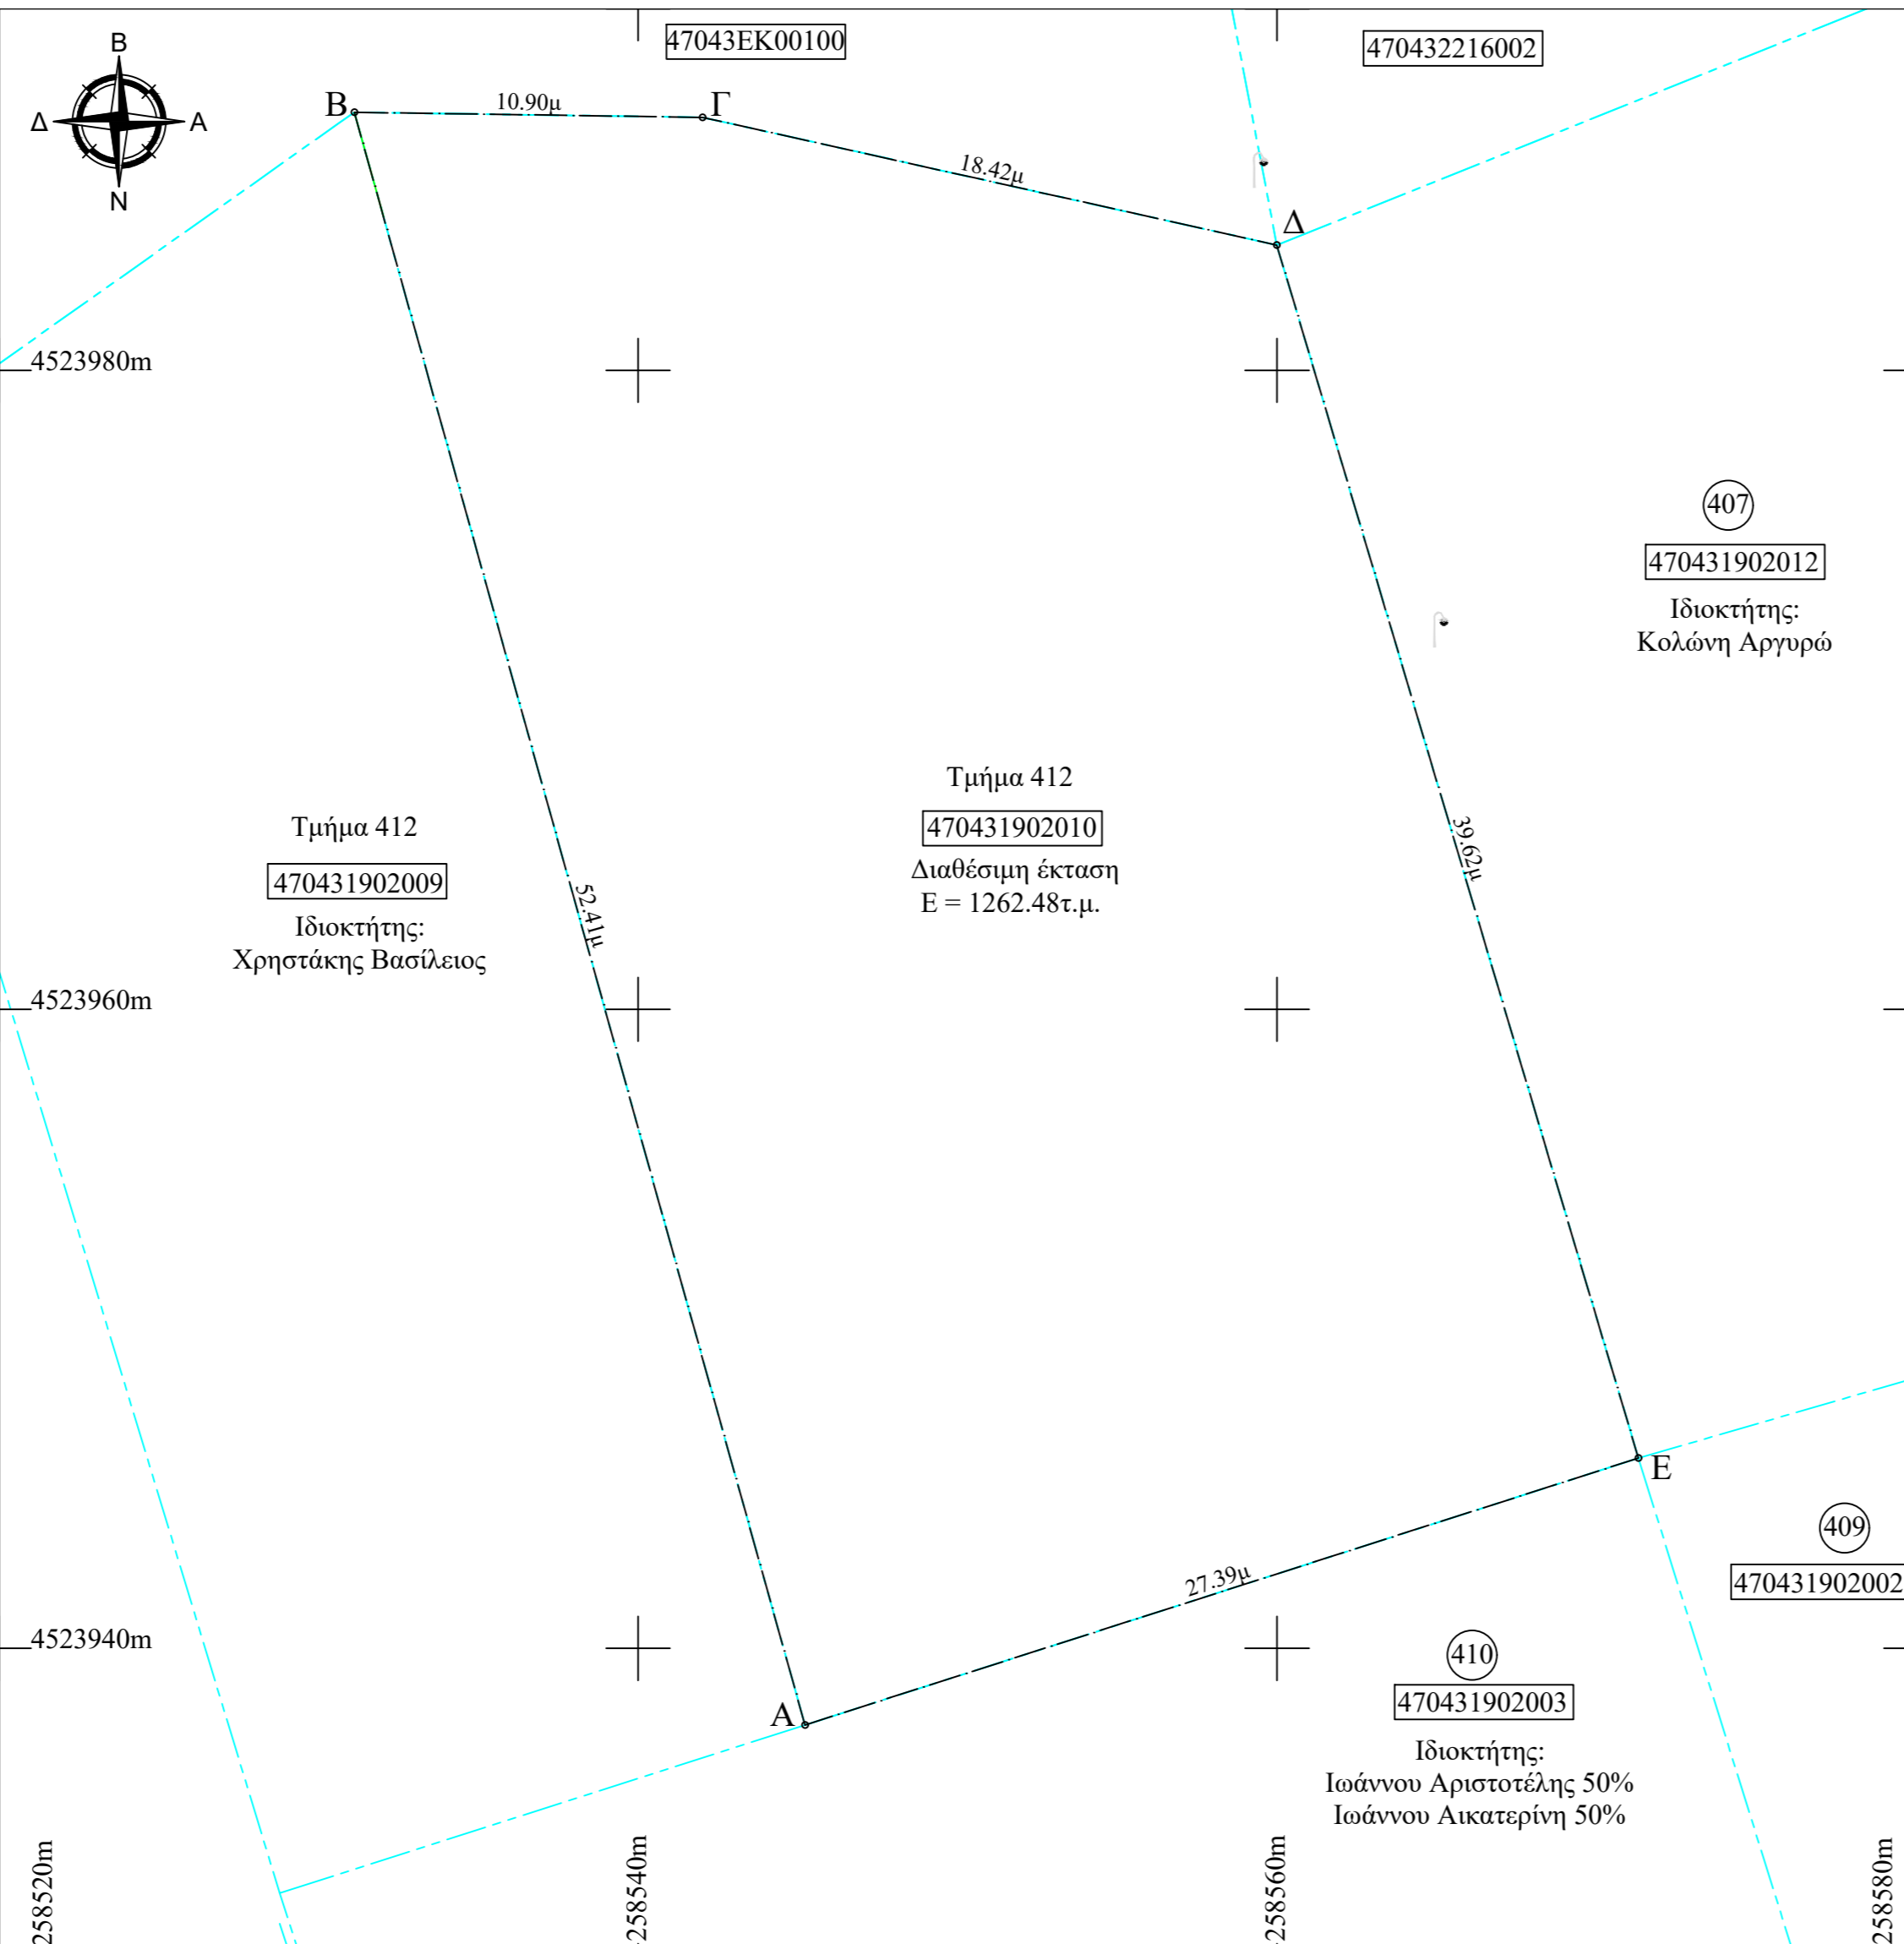 47043ΕΚ00100
470432216002
Β
Δ
Α
Ν
Β
10.90μ
Γ
18.42μ
Δ
4523980m
407
470431902012
Ιδιοκτήτης:
Κολώνη Αργυρώ
Τμήμα 412
470431902010
Διαθέσιμη έκταση
Ε = 1262.48τ.μ.
39.62μ
Τμήμα 412
470431902009
Ιδιοκτήτης:
Χρηστάκης Βασίλειος
52.41μ
4523960m
Ε
409
470431902002
27.39μ
4523940m
Α
410
470431902003
Ιδιοκτήτης:
Ιωάννου Αριστοτέλης 50%
Ιωάννου Αικατερίνη 50%
258520m
258540m
258560m
258580m